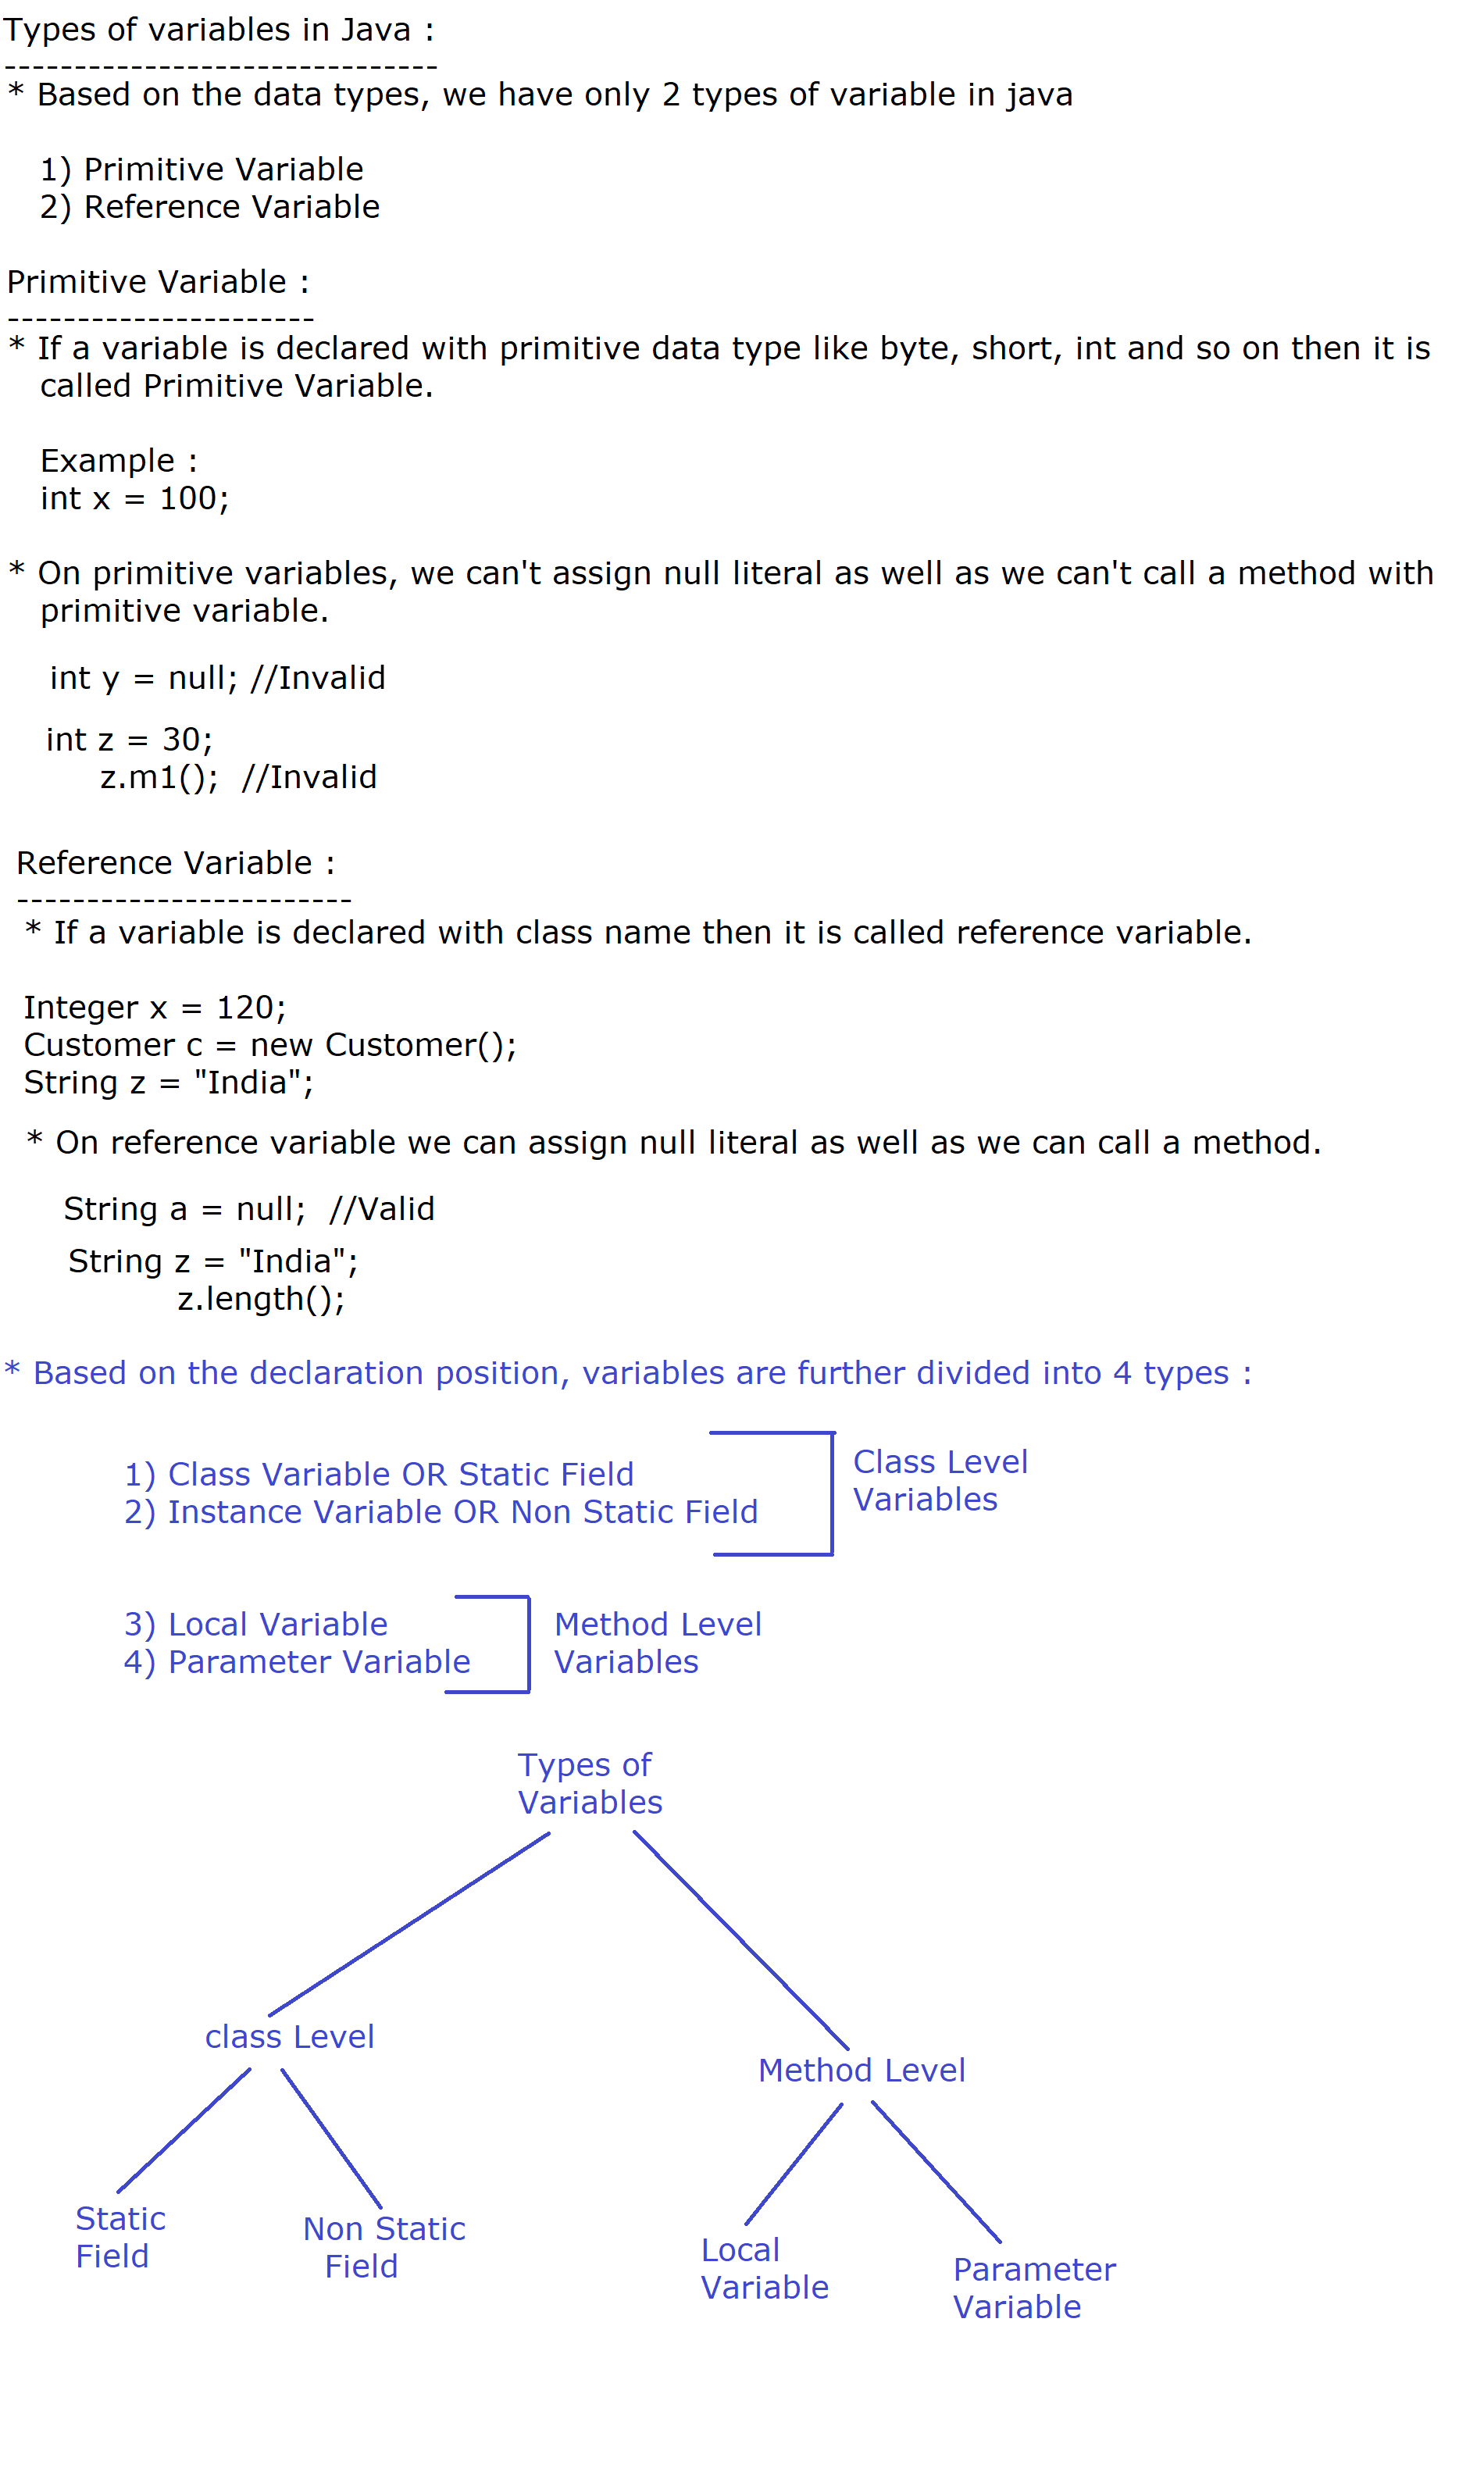 Types of variables in Java :
-------------------------------
* Based on the data types, we have only 2 types of variable in java
1) Primitive Variable
2) Reference Variable
Primitive Variable :
----------------------
* If a variable is declared with primitive data type like byte, short, int and so on then it is
called Primitive Variable.
Example :
int x = 100;
* On primitive variables, we can't assign null literal as well as we can't call a method with
primitive variable.
int y = null; //Invalid
int z = 30;
z.m1();  //Invalid
Reference Variable :
------------------------
* If a variable is declared with class name then it is called reference variable.
Integer x = 120;
Customer c = new Customer();
String z = "India";
* On reference variable we can assign null literal as well as we can call a method.
String a = null;  //Valid
String z = "India";
z.length();
* Based on the declaration position, variables are further divided into 4 types :
1) Class Variable OR Static Field
2) Instance Variable OR Non Static Field
Class Level
Variables
3) Local Variable
4) Parameter Variable
Method Level
Variables
Types of
Variables
class Level
Method Level
Static
Field
Non Static
Field
Local
Variable
Parameter
Variable